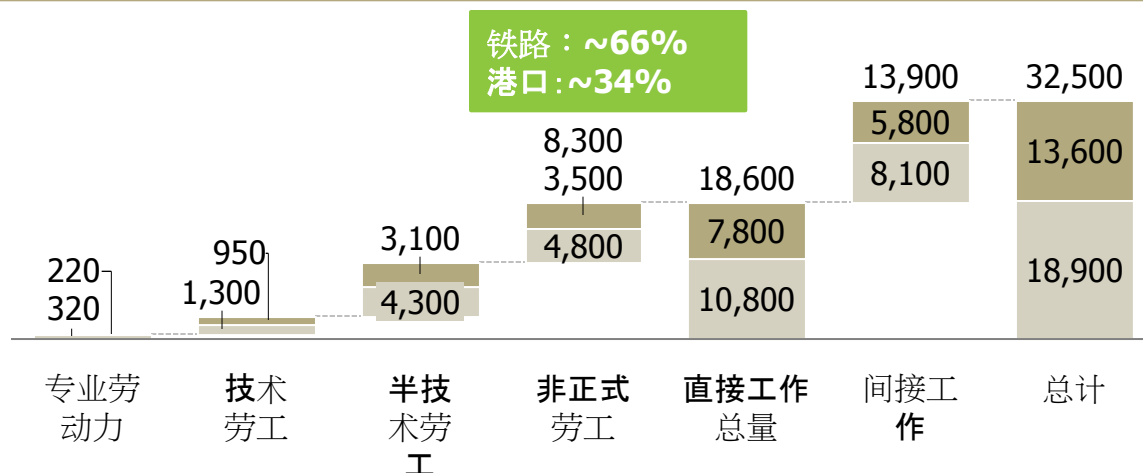 铁路：~66%
港口:~34%
220
320
950
1,300
3,100
4,300
8,300
3,500
4,800
18,600
7,800
10,800
13,900
5,800
8,100
32,500
13,600
18,900
专业劳
动力
技术
劳工
半技
术劳
工
非正式
劳工
直接工作
总量
间接工
作
总计